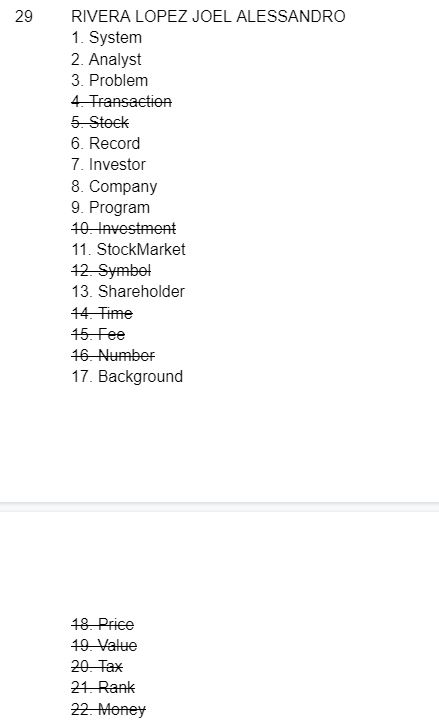 29 RIVERA LOPEZ JOEL ALESSANDRO
1. System
2. Analyst
3. Problem
4. Transaction
5. Stock
6. Record
7. Investor
8. Company
9. Program
10. Investment
11. StockMarket
12. Symbol
13. Shareholder
14. Time
15. Fee
16. Number
17. Background
18. Price
19. Value
20. Tax
21. Rank
22. Money